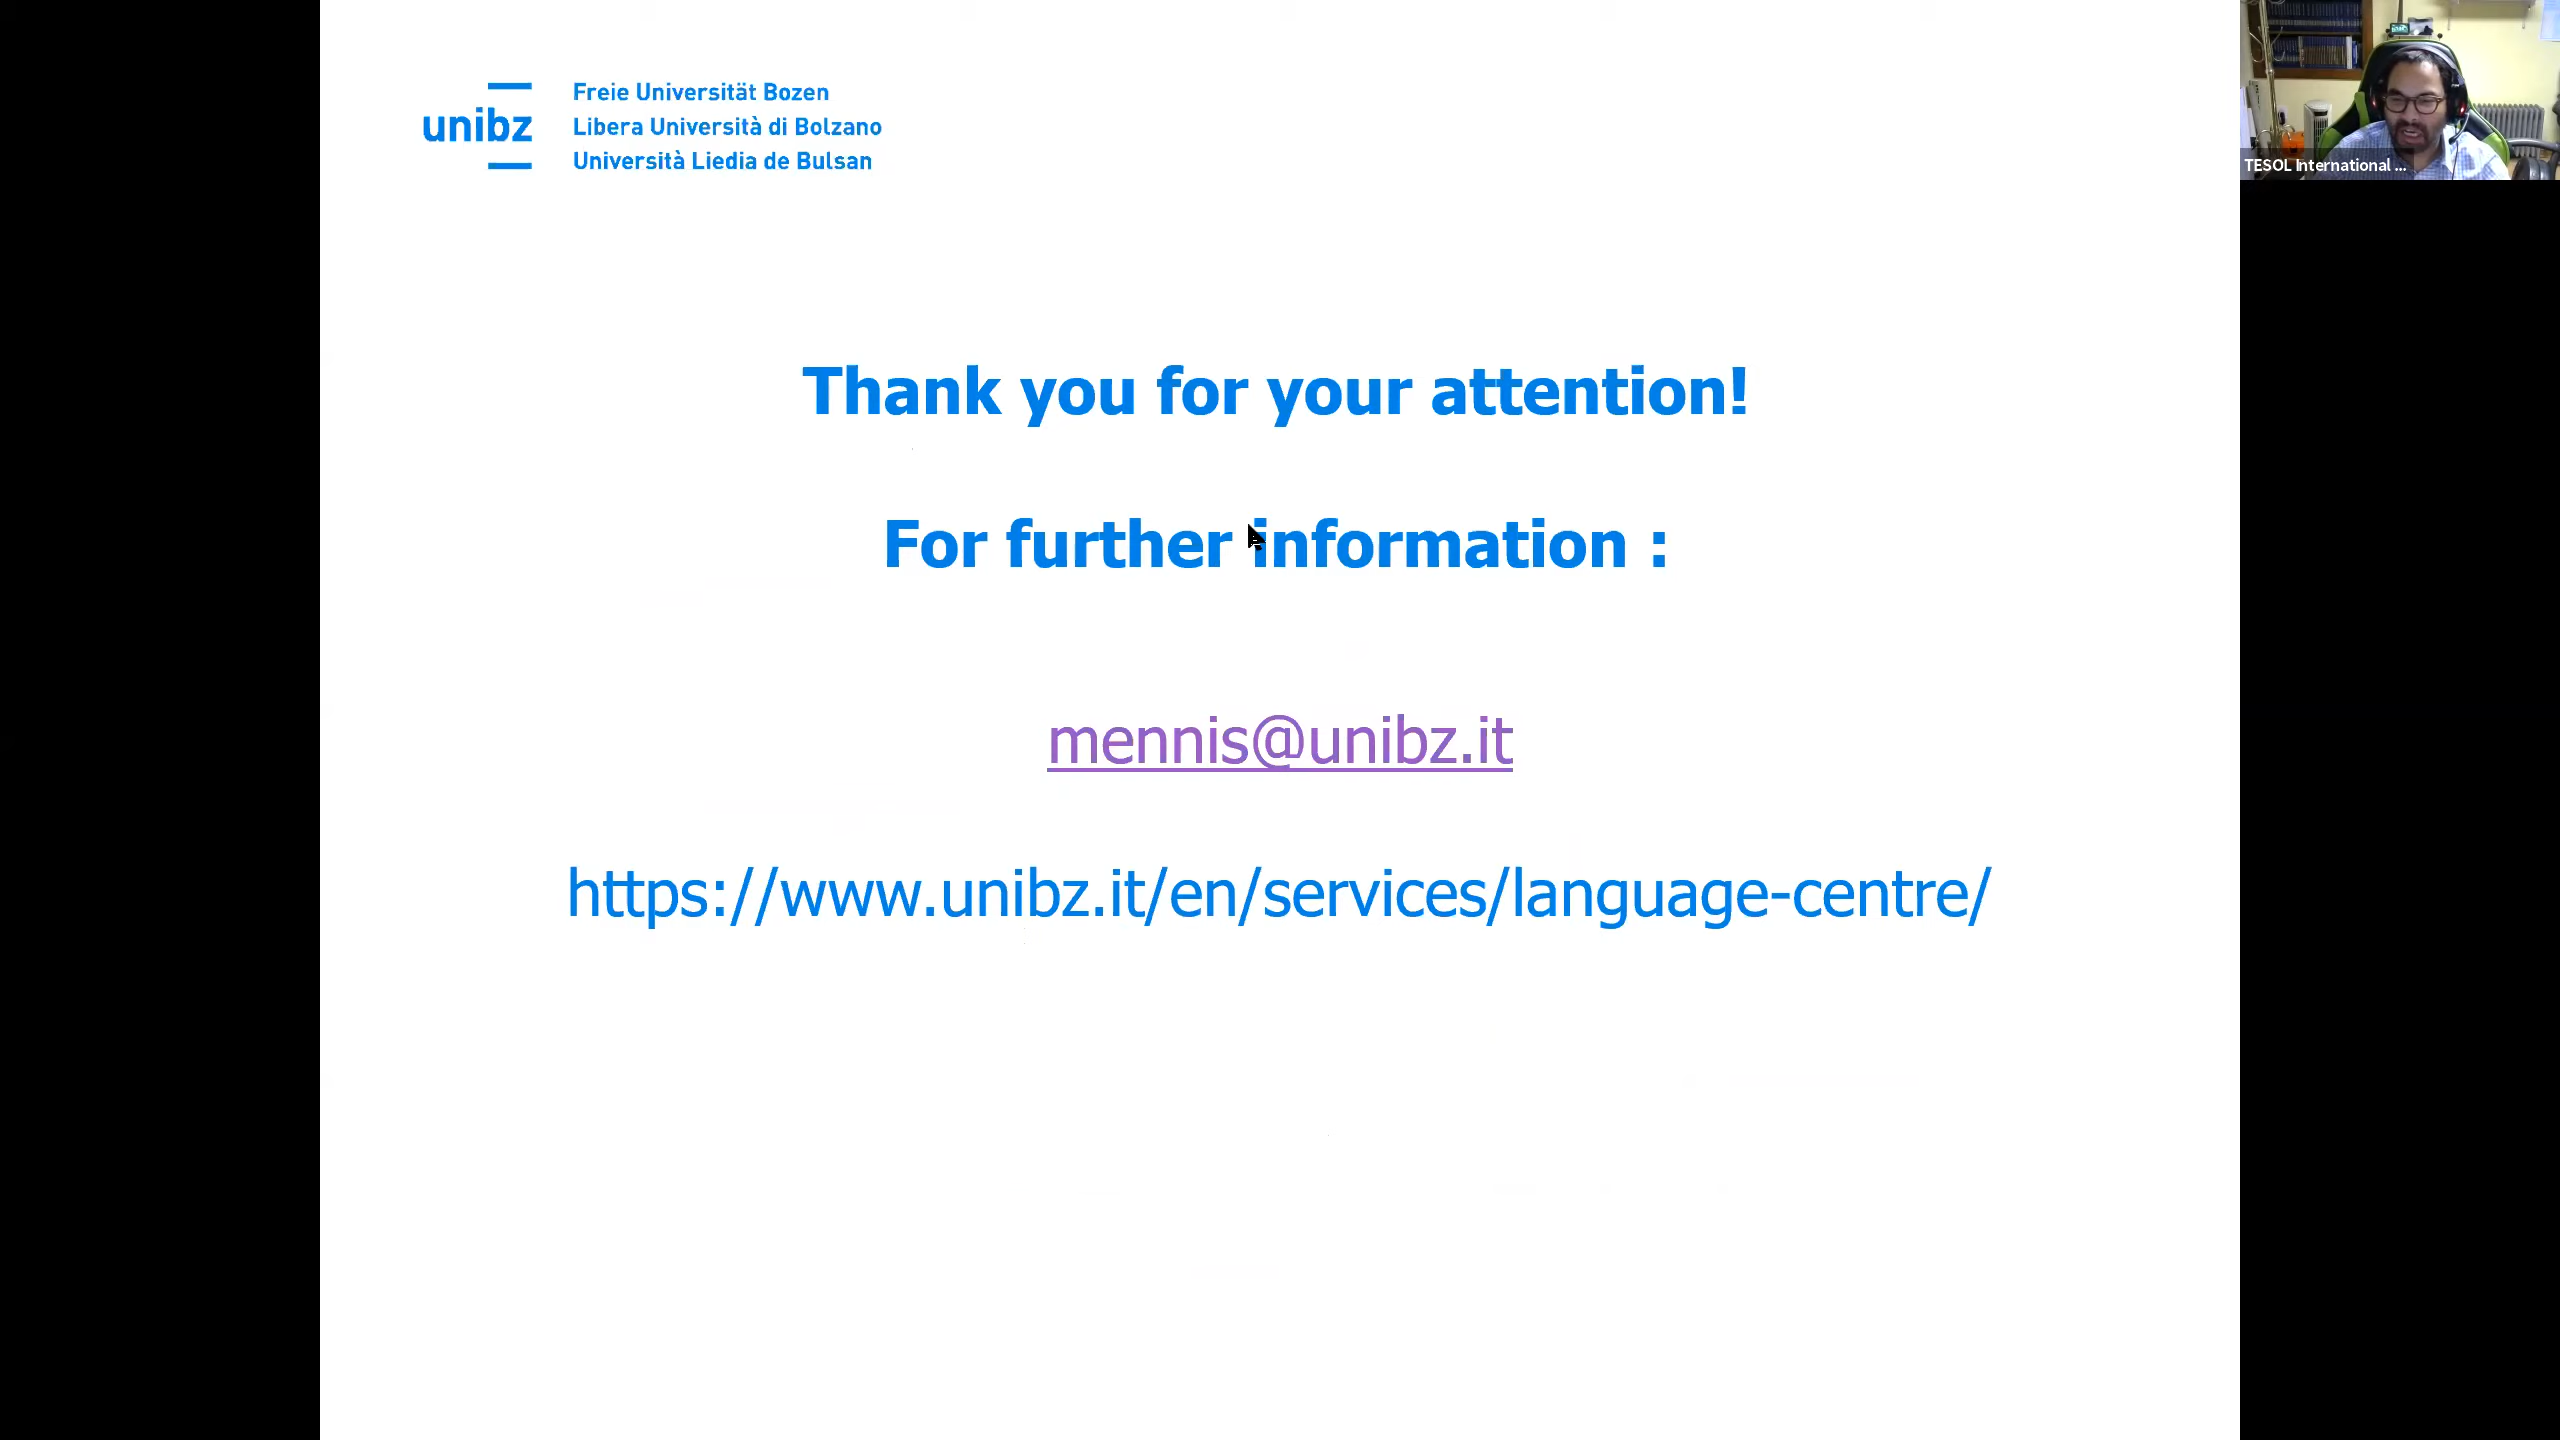 unibz
Freie Universität Bozen
Libera Università di Bolzano
Università Liedia de Bulsan
TESOL International ...
Thank you for your attention!
For further information :
mennis@unibz.it
https://www.unibz.it/en/services/language-centre/